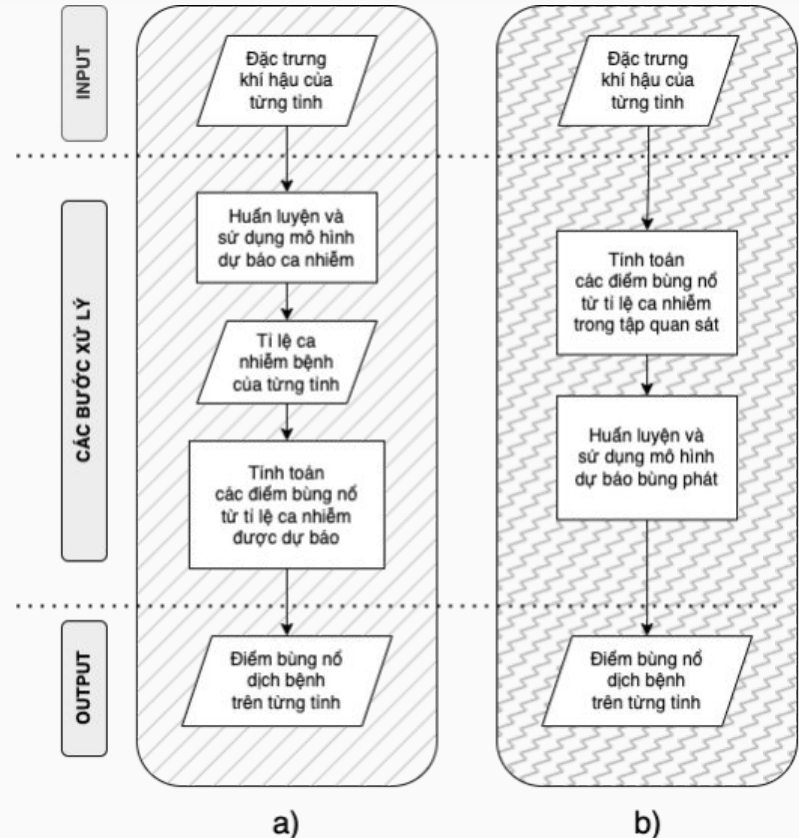 INPUT
Đặc trưng
khí hậu của
từng tỉnh
Đặc trưng
khí hậu của
từng tỉnh
CÁC BƯỚC XỬ LÝ
Huấn luyện và
sử dụng mô hình
dự báo ca nhiễm
Tỉ lệ ca
nhiễm bệnh
của từng tỉnh
Tính toán
các điểm bùng nổ
từ tỉ lệ ca nhiễm
được dự báo
Tính toán
các điểm bùng nổ
từ tỉ lệ ca nhiễm
trong tập quan sát
Huấn luyện và
sử dụng mô hình
dự báo bùng phát
OUTPUT
Điểm bùng nổ
dịch bệnh
trên từng tỉnh
Điểm bùng nổ
dịch bệnh
trên từng tỉnh
a)
b)